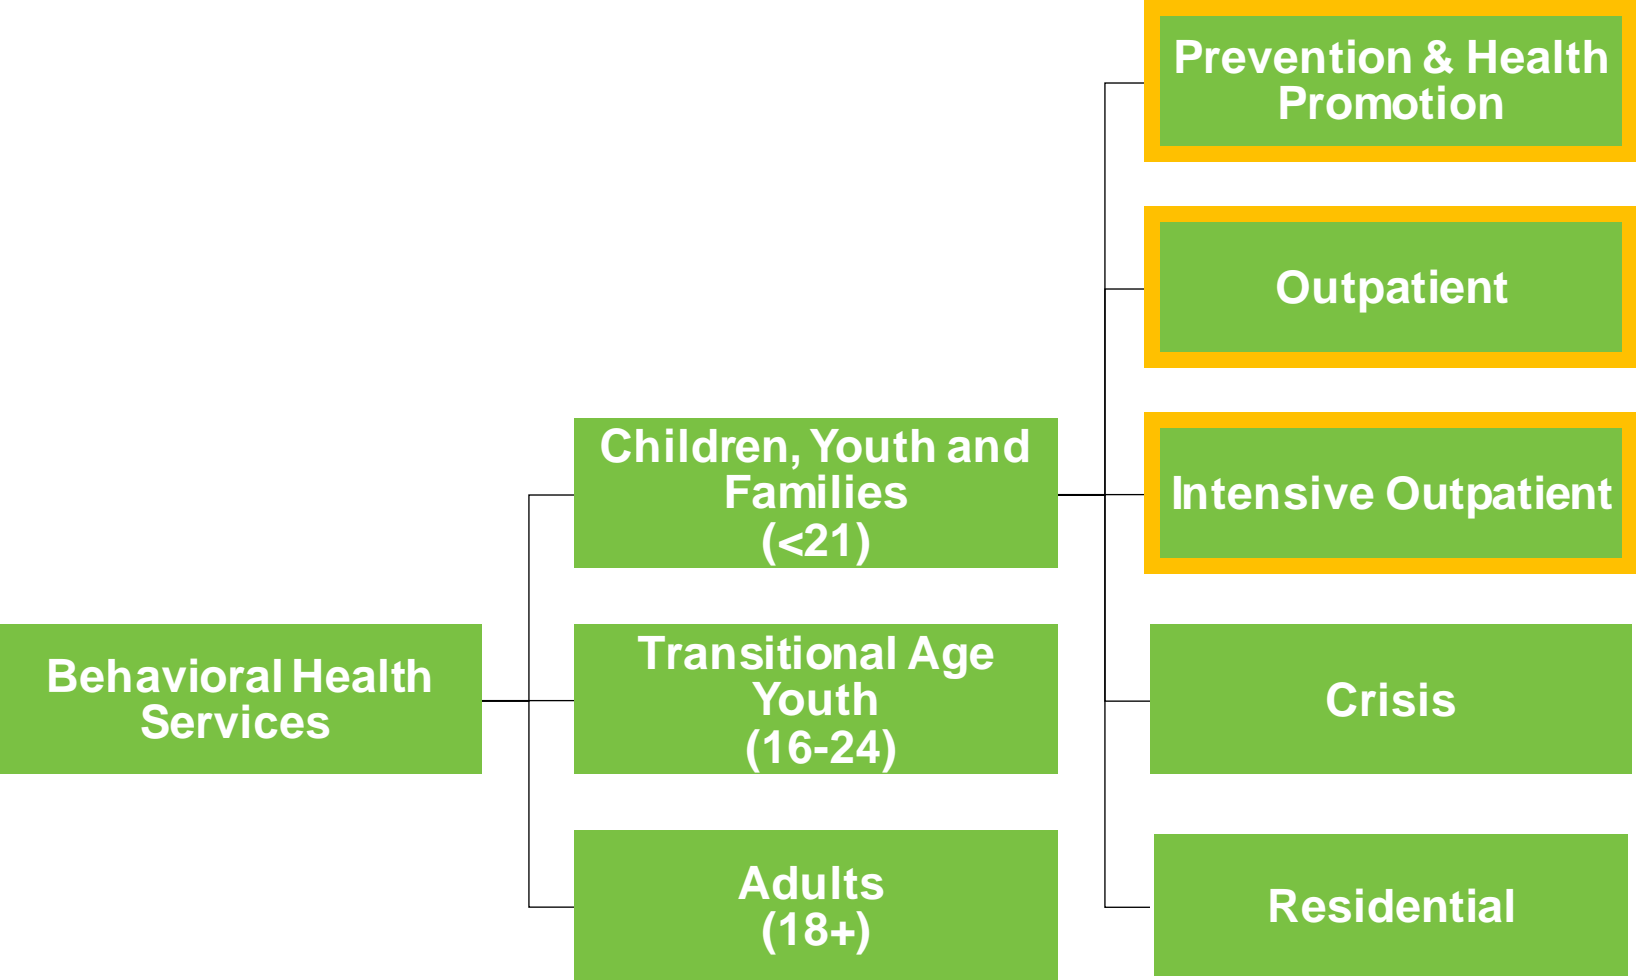 Behavioral Health
Services
Children, Youth and
Families
(<21)
Transitional Age
Youth
(16-24)
Adults
(18+)
Prevention & Health
Promotion
Outpatient
Intensive Outpatient
Crisis
Residential